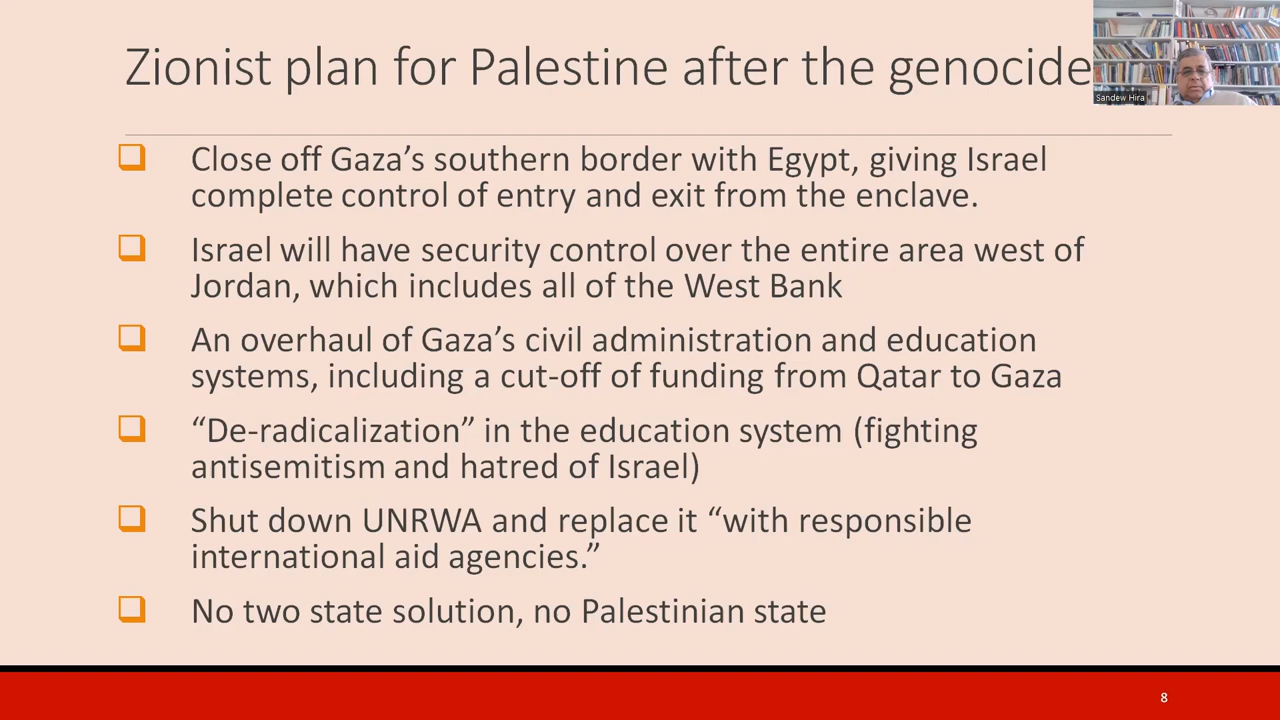 Zionist plan for Palestine after the genocide
Sandew Hira
Close off Gaza’s southern border with Egypt, giving Israel
complete control of entry and exit from the enclave.
Israel will have security control over the entire area west of
Jordan, which includes all of the West Bank
An overhaul of Gaza’s civil administration and education
systems, including a cut-off of funding from Qatar to Gaza
“De-radicalization” in the education system (fighting
antisemitism and hatred of Israel)
Shut down UNRWA and replace it “with responsible
international aid agencies.”
No two state solution, no Palestinian state
8